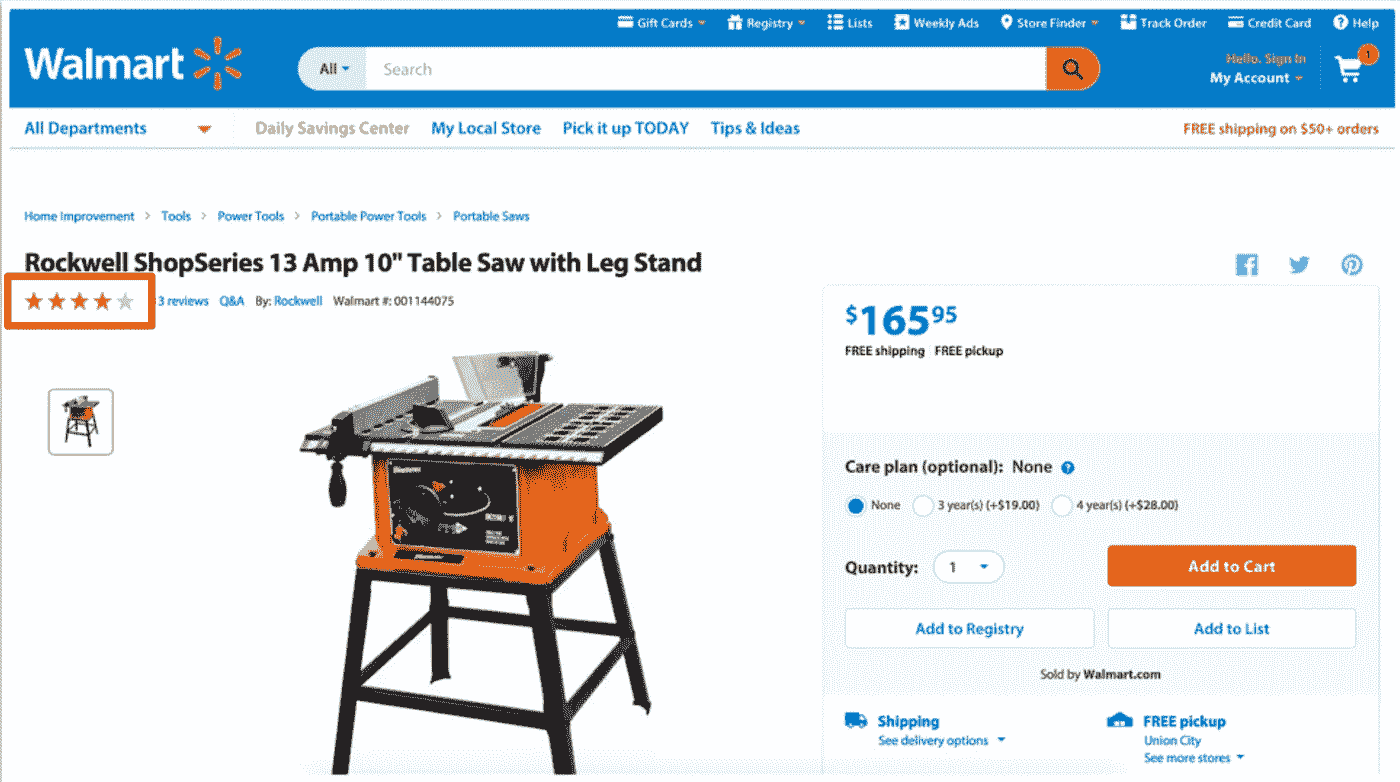 Gift Cards Registry Lists Weekly Ads Store Finder Track Order Credit Card Help
Walmart All Search Hello. Sign In 1
My Account
All Departments Daily Savings Center My Local Store Pick it up TODAY Tips & Ideas FREE shipping on $50+ orders
Home Improvement > Tools > Power Tools > Portable Power Tools > Portable Saws
Rockwell ShopSeries 13 Amp 10" Table Saw with Leg Stand
3 reviews Q&A By: Rockwell Walmart #: 001144075
$165 95
FREE shipping FREE pickup
Care plan (optional): None ?
None 3 year(s) (+$19.00) 4 year(s) (+$28.00)
Quantity: 1 Add to Cart
Add to Registry Add to List
Sold by Walmart.com
Shipping FREE pickup
See delivery options Union City
See more stores